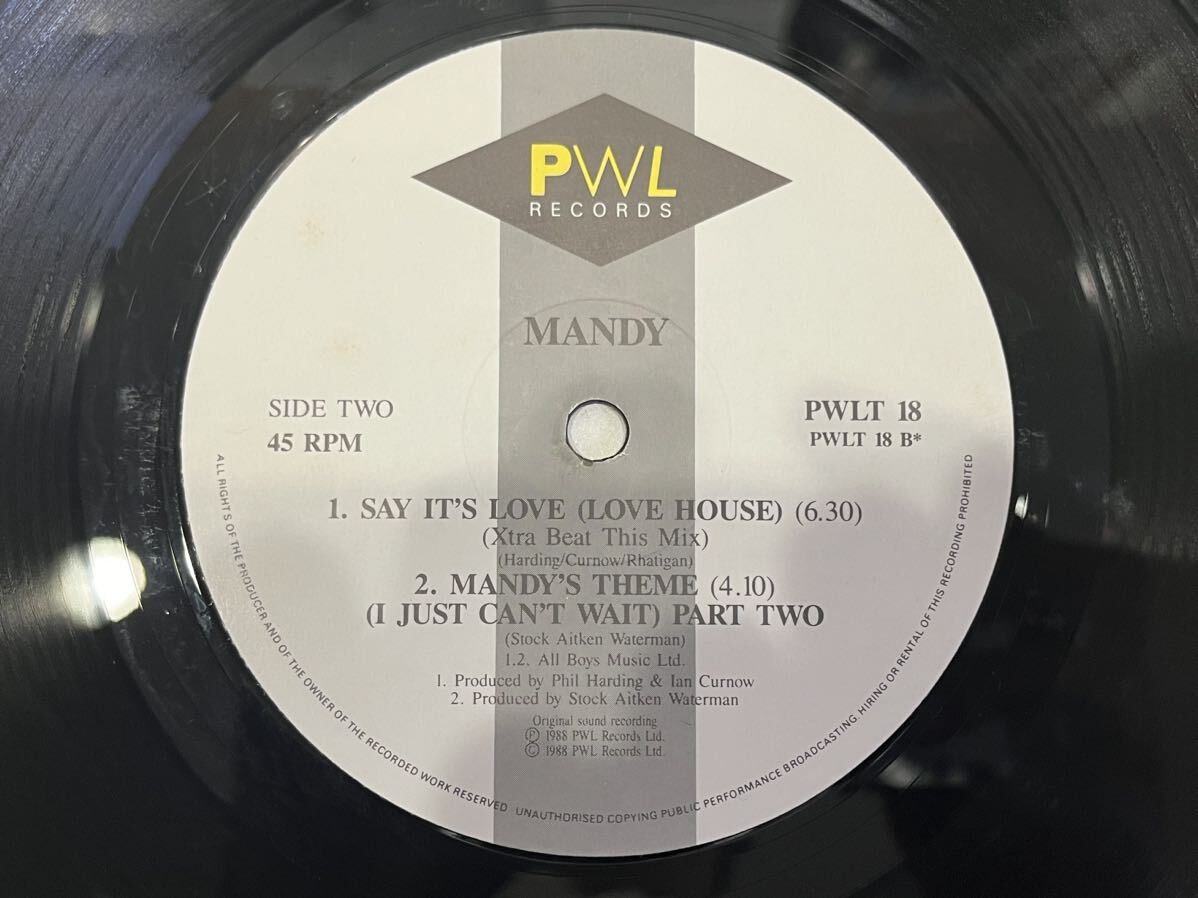 PWL
RECORDS
MANDY
SIDE TWO
45 RPM
PWLT 18
PWLT 18 B*
1. SAY IT'S LOVE (LOVE HOUSE) (6.30)
(Xtra Beat This Mix)
(Harding/Curnow/Rhatigan)
2. MANDY'S THEME (4.10)
(I JUST CAN'T WAIT) PART TWO
(Stock Aitken Waterman)
1.2. All Boys Music Ltd.
1. Produced by Phil Harding & Ian Curnow
2. Produced by Stock Aitken Waterman
Original sound recording
Ⓟ 1988 PWL Records Ltd.
© 1988 PWL Records Ltd.
ALL RIGHTS OF THE PRODUCER AND OF THE OWNER OF THE RECORDED WORK RESERVED UNAUTHORISED COPYING PUBLIC PERFORMANCE BROADCASTING HIRING OR RENTAL OF THIS RECORDING PROHIBITED